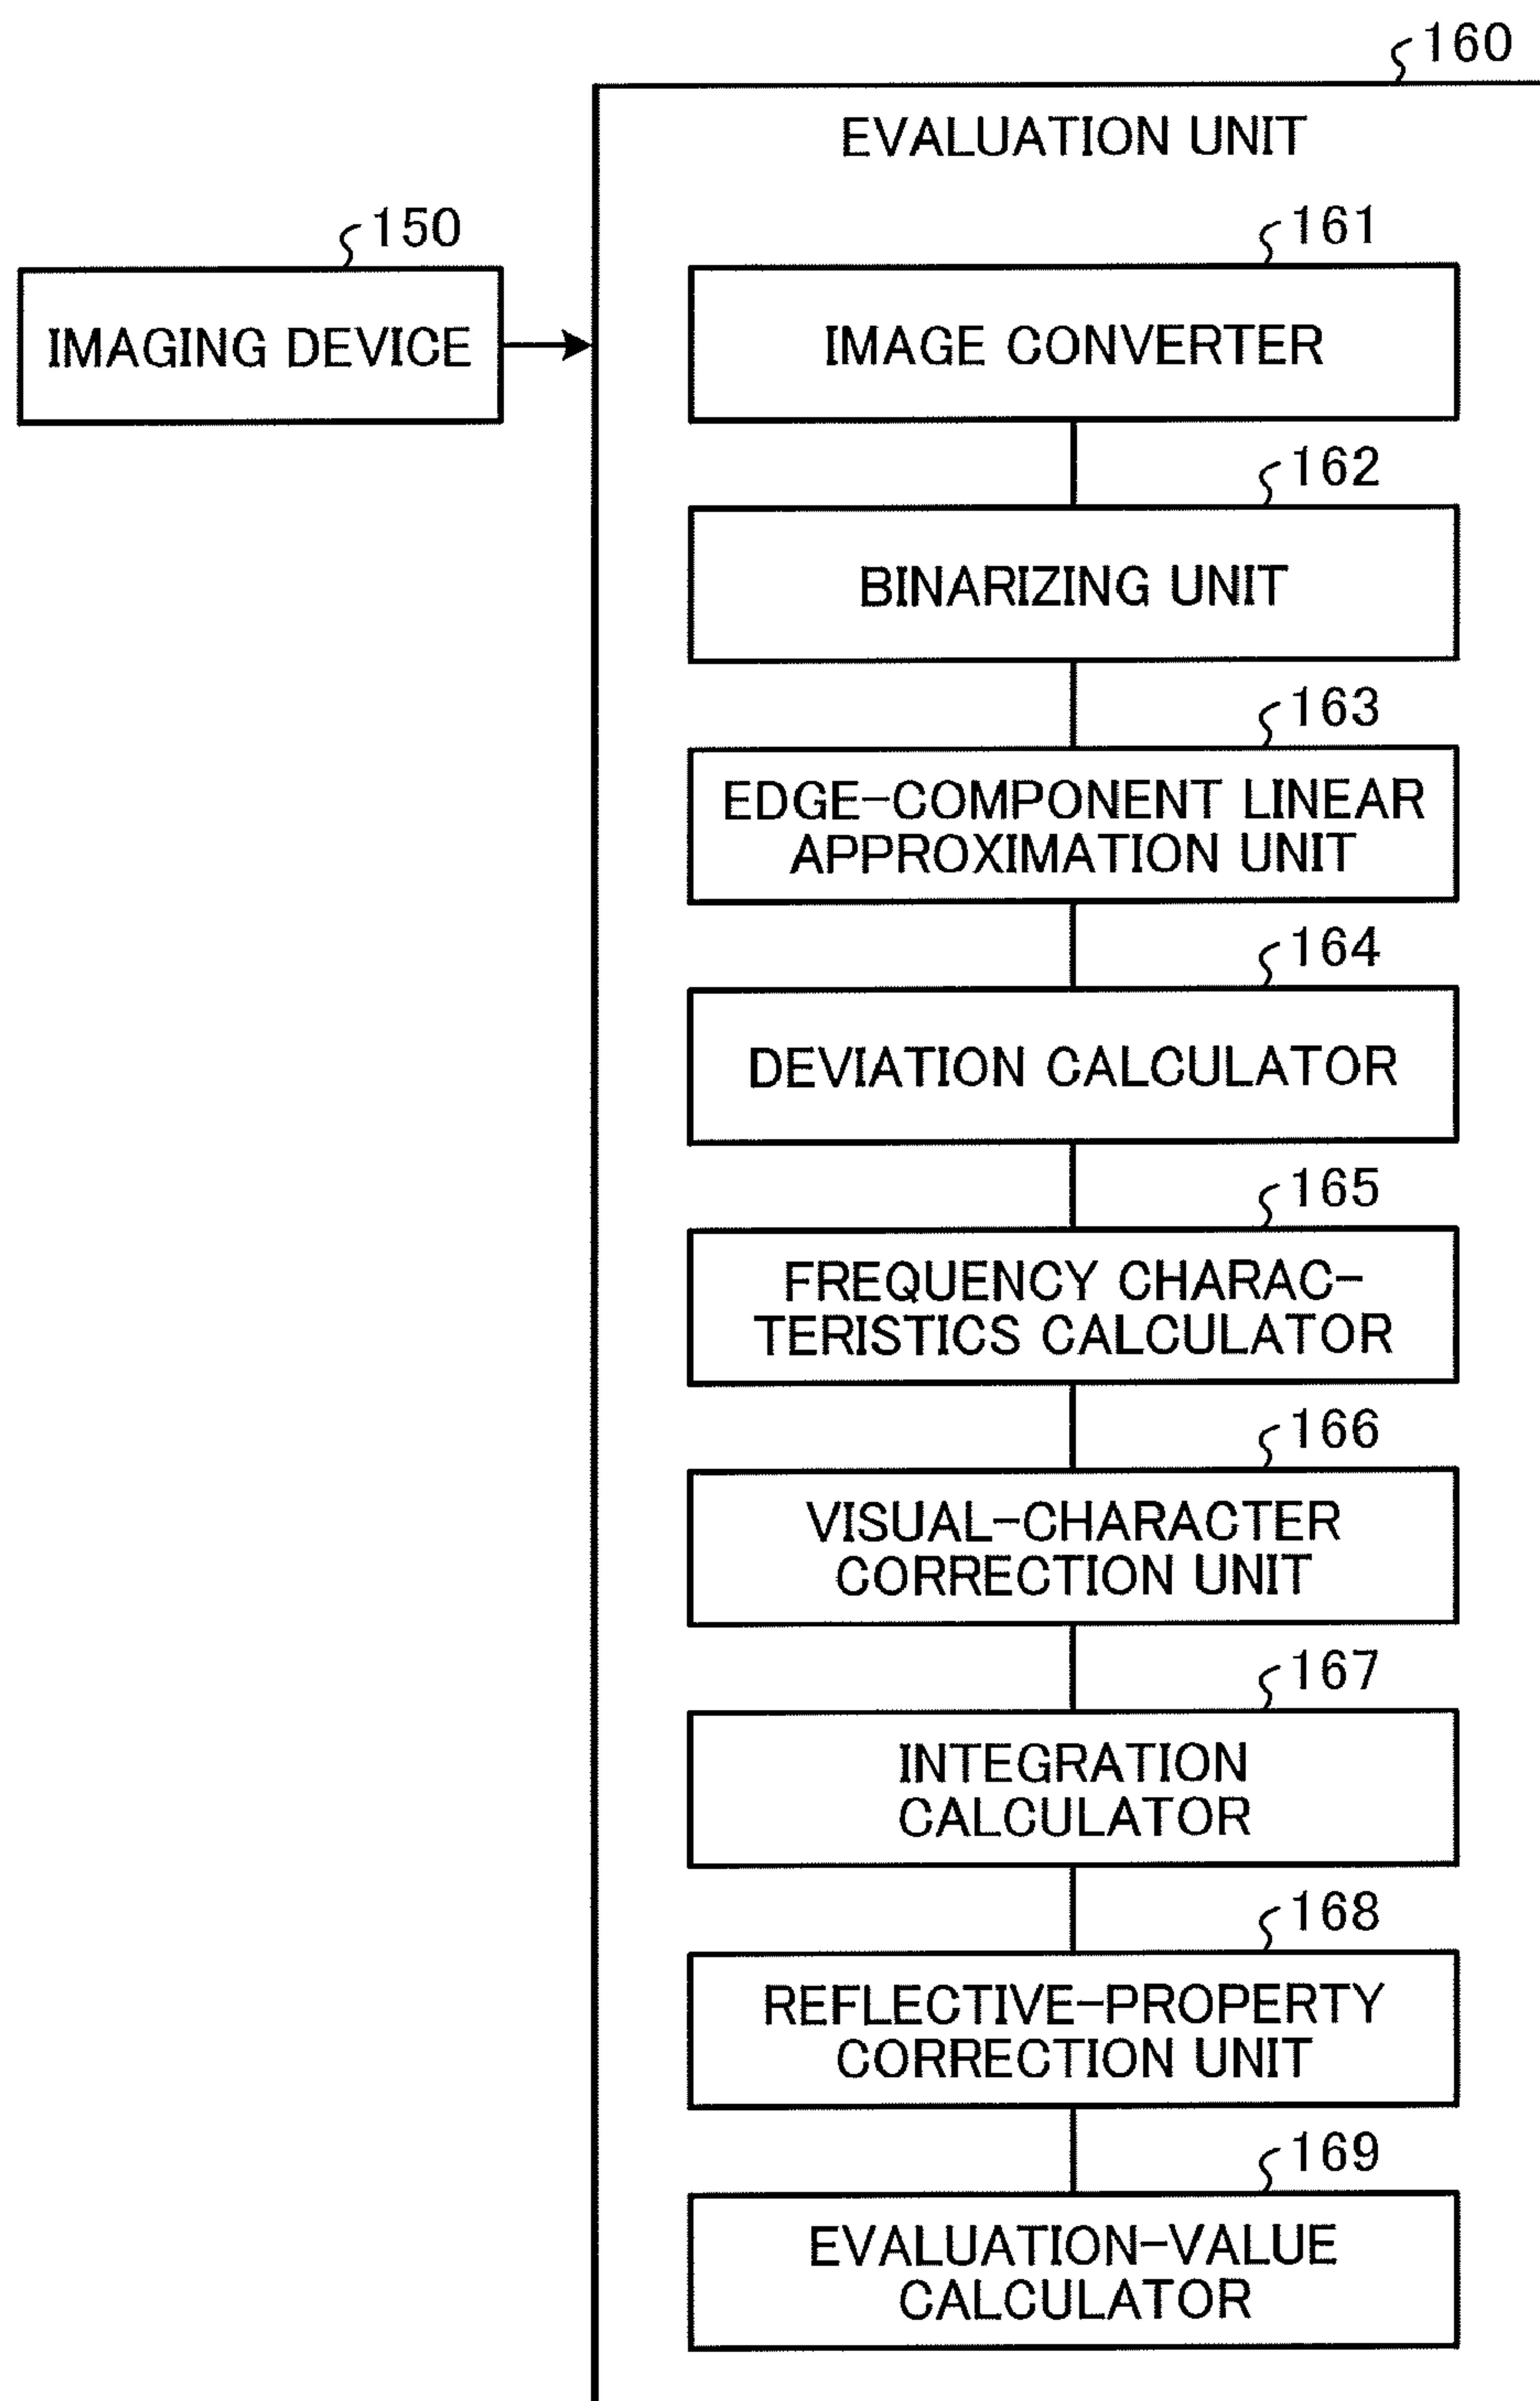 160
EVALUATION UNIT
150
IMAGING DEVICE
161
IMAGE CONVERTER
162
BINARIZING UNIT
163
EDGE-COMPONENT LINEAR
APPROXIMATION UNIT
164
DEVIATION CALCULATOR
165
FREQUENCY CHARAC-
TERISTICS CALCULATOR
166
VISUAL-CHARACTER
CORRECTION UNIT
167
INTEGRATION
CALCULATOR
168
REFLECTIVE-PROPERTY
CORRECTION UNIT
169
EVALUATION-VALUE
CALCULATOR